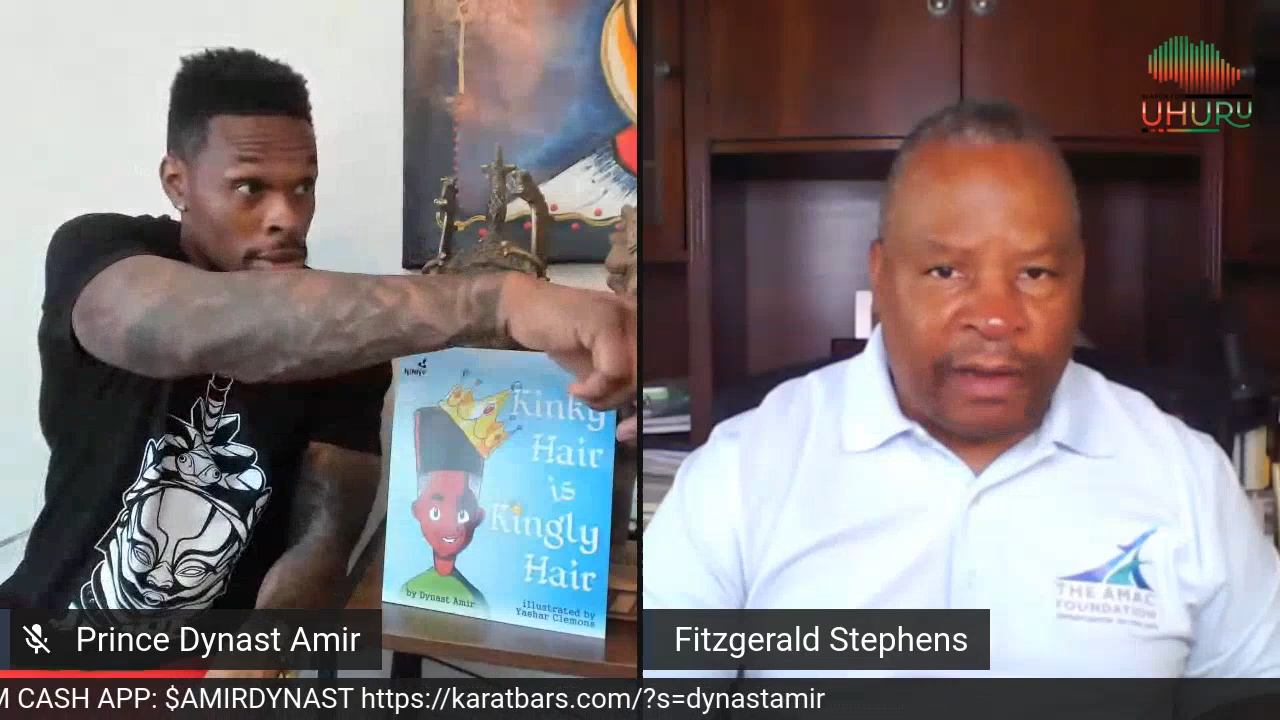 UHURU
Kinky
Hair
is
Kingly
Hair
by Dynast Amir
illustrated by
Yashar Clemons
THE AMAC
FOUNDATION
Prince Dynast Amir
Fitzgerald Stephens
M CASH APP: $AMIRDYNAST https://karatbars.com/?s=dynastamir